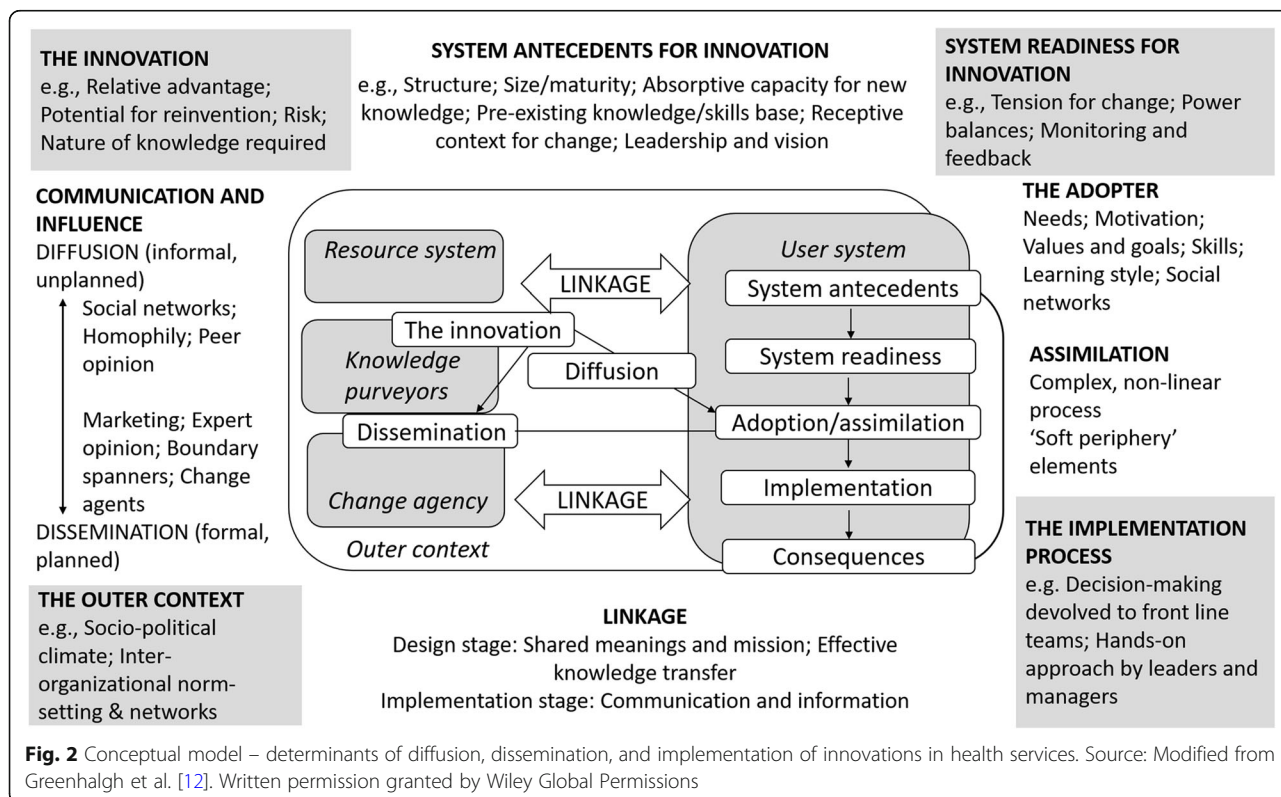 THE INNOVATION
e.g., Relative advantage;
Potential for reinvention; Risk;
Nature of knowledge required
SYSTEM ANTECEDENTS FOR INNOVATION
e.g., Structure; Size/maturity; Absorptive capacity for new
knowledge; Pre-existing knowledge/skills base; Receptive
context for change; Leadership and vision
SYSTEM READINESS FOR
INNOVATION
e.g., Tension for change; Power
balances; Monitoring and
feedback
COMMUNICATION AND
INFLUENCE
DIFFUSION (informal,
unplanned)
Social networks;
Homophily; Peer
opinion
Marketing; Expert
opinion; Boundary
spanners; Change
agents
DISSEMINATION (formal,
planned)
Resource system
LINKAGE
The innovation
Knowledge
purveyors
Diffusion
Dissemination
Change agency
LINKAGE
Outer context
User system
System antecedents
System readiness
Adoption/assimilation
Implementation
Consequences
THE ADOPTER
Needs; Motivation;
Values and goals; Skills;
Learning style; Social
networks
ASSIMILATION
Complex, non-linear
process
‘Soft periphery’
elements
THE OUTER CONTEXT
e.g., Socio-political
climate; Inter-
organizational norm-
setting & networks
LINKAGE
Design stage: Shared meanings and mission; Effective
knowledge transfer
Implementation stage: Communication and information
THE IMPLEMENTATION
PROCESS
e.g. Decision-making
devolved to front line
teams; Hands-on
approach by leaders and
managers
Fig. 2 Conceptual model – determinants of diffusion, dissemination, and implementation of innovations in health services. Source: Modified from
Greenhalgh et al. [12]. Written permission granted by Wiley Global Permissions